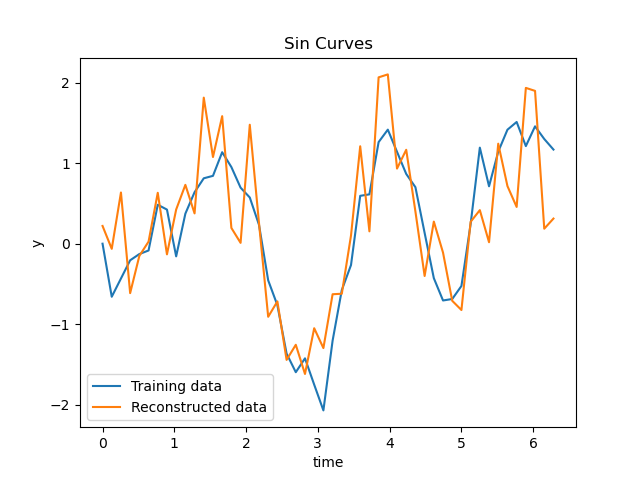 Sin Curves
y
2
1
0
−1
−2
Training data
Reconstructed data
0 1 2 3 4 5 6
time